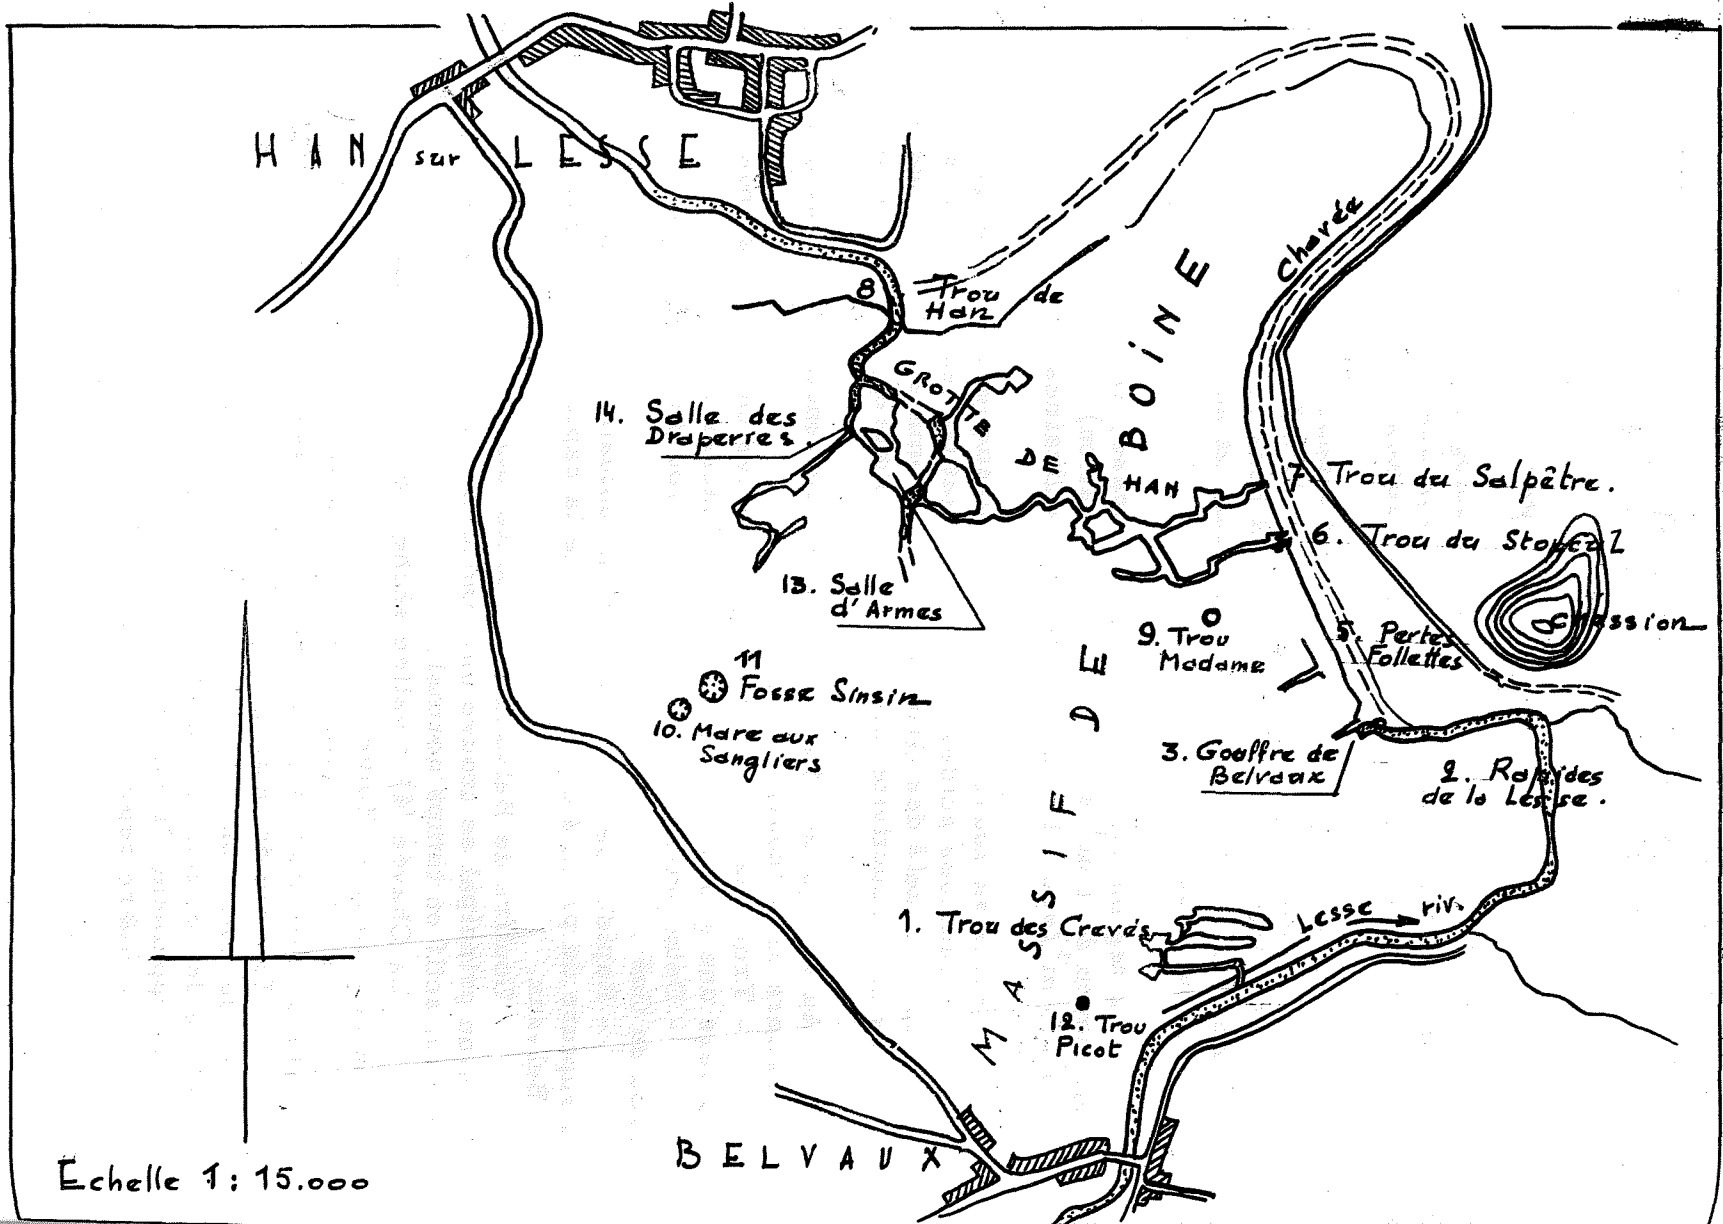 HAN sur LESSE
Chavée
8 Trou de
Han
GROTTE DE HAN
MASSIF DE BOINE
14. Salle des
Draperies.
7. Trou du Salpêtre.
6. Trou du Stoucal
13. Salle
d'Armes
9. Trou
Madame
5. Pertes
Follettes
11
Fosse Sinsin
10. Mare aux
Sangliers
3. Gouffre de
Belvaux
2. Rapides
de la Lesse.
1. Trou des Crevés
Lesse riv.
12. Trou
Picot
BELVAUX
Echelle 1: 15.000